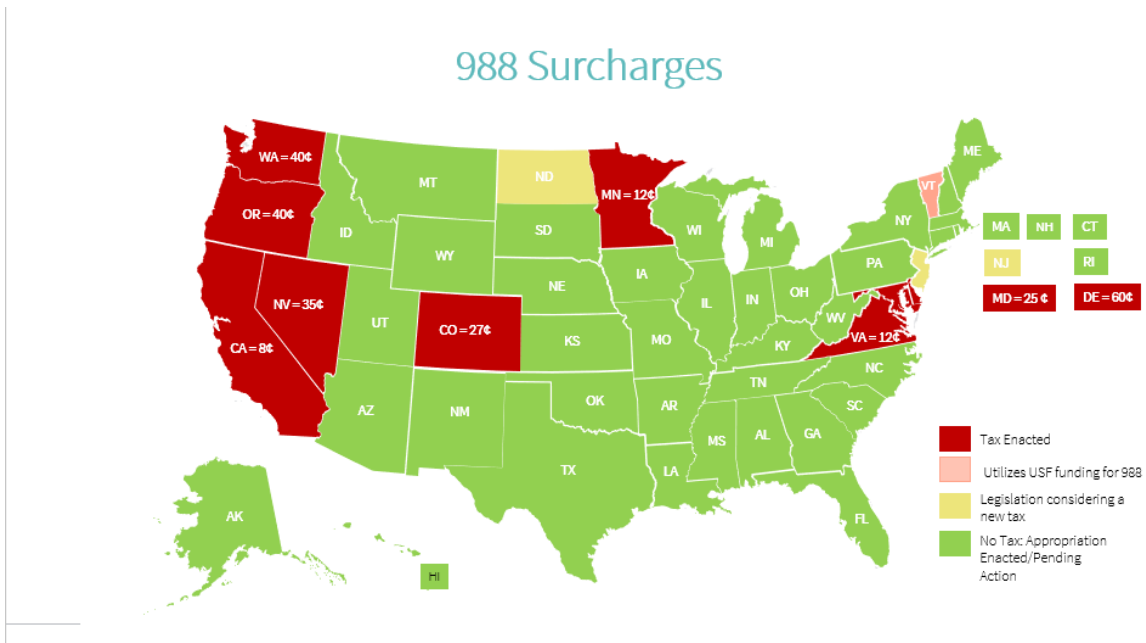 988 Surcharges
WA = 40¢
MT
ND
MN = 12¢
ME
VT
OR = 40¢
ID
SD
WI
MI
NY
MA
NH
CT
WY
PA
NJ
RI
IA
NE
NV = 35¢
UT
CO = 27¢
IL
IN
OH
WV
MD = 25 ¢
DE = 60¢
CA = 8¢
KS
MO
KY
VA = 12¢
NC
TN
AZ
NM
OK
AR
SC
MS
AL
GA
TX
LA
FL
AK
HI
Tax Enacted
Utilizes USF funding for 988
Legislation considering a
new tax
No Tax: Appropriation
Enacted/Pending
Action